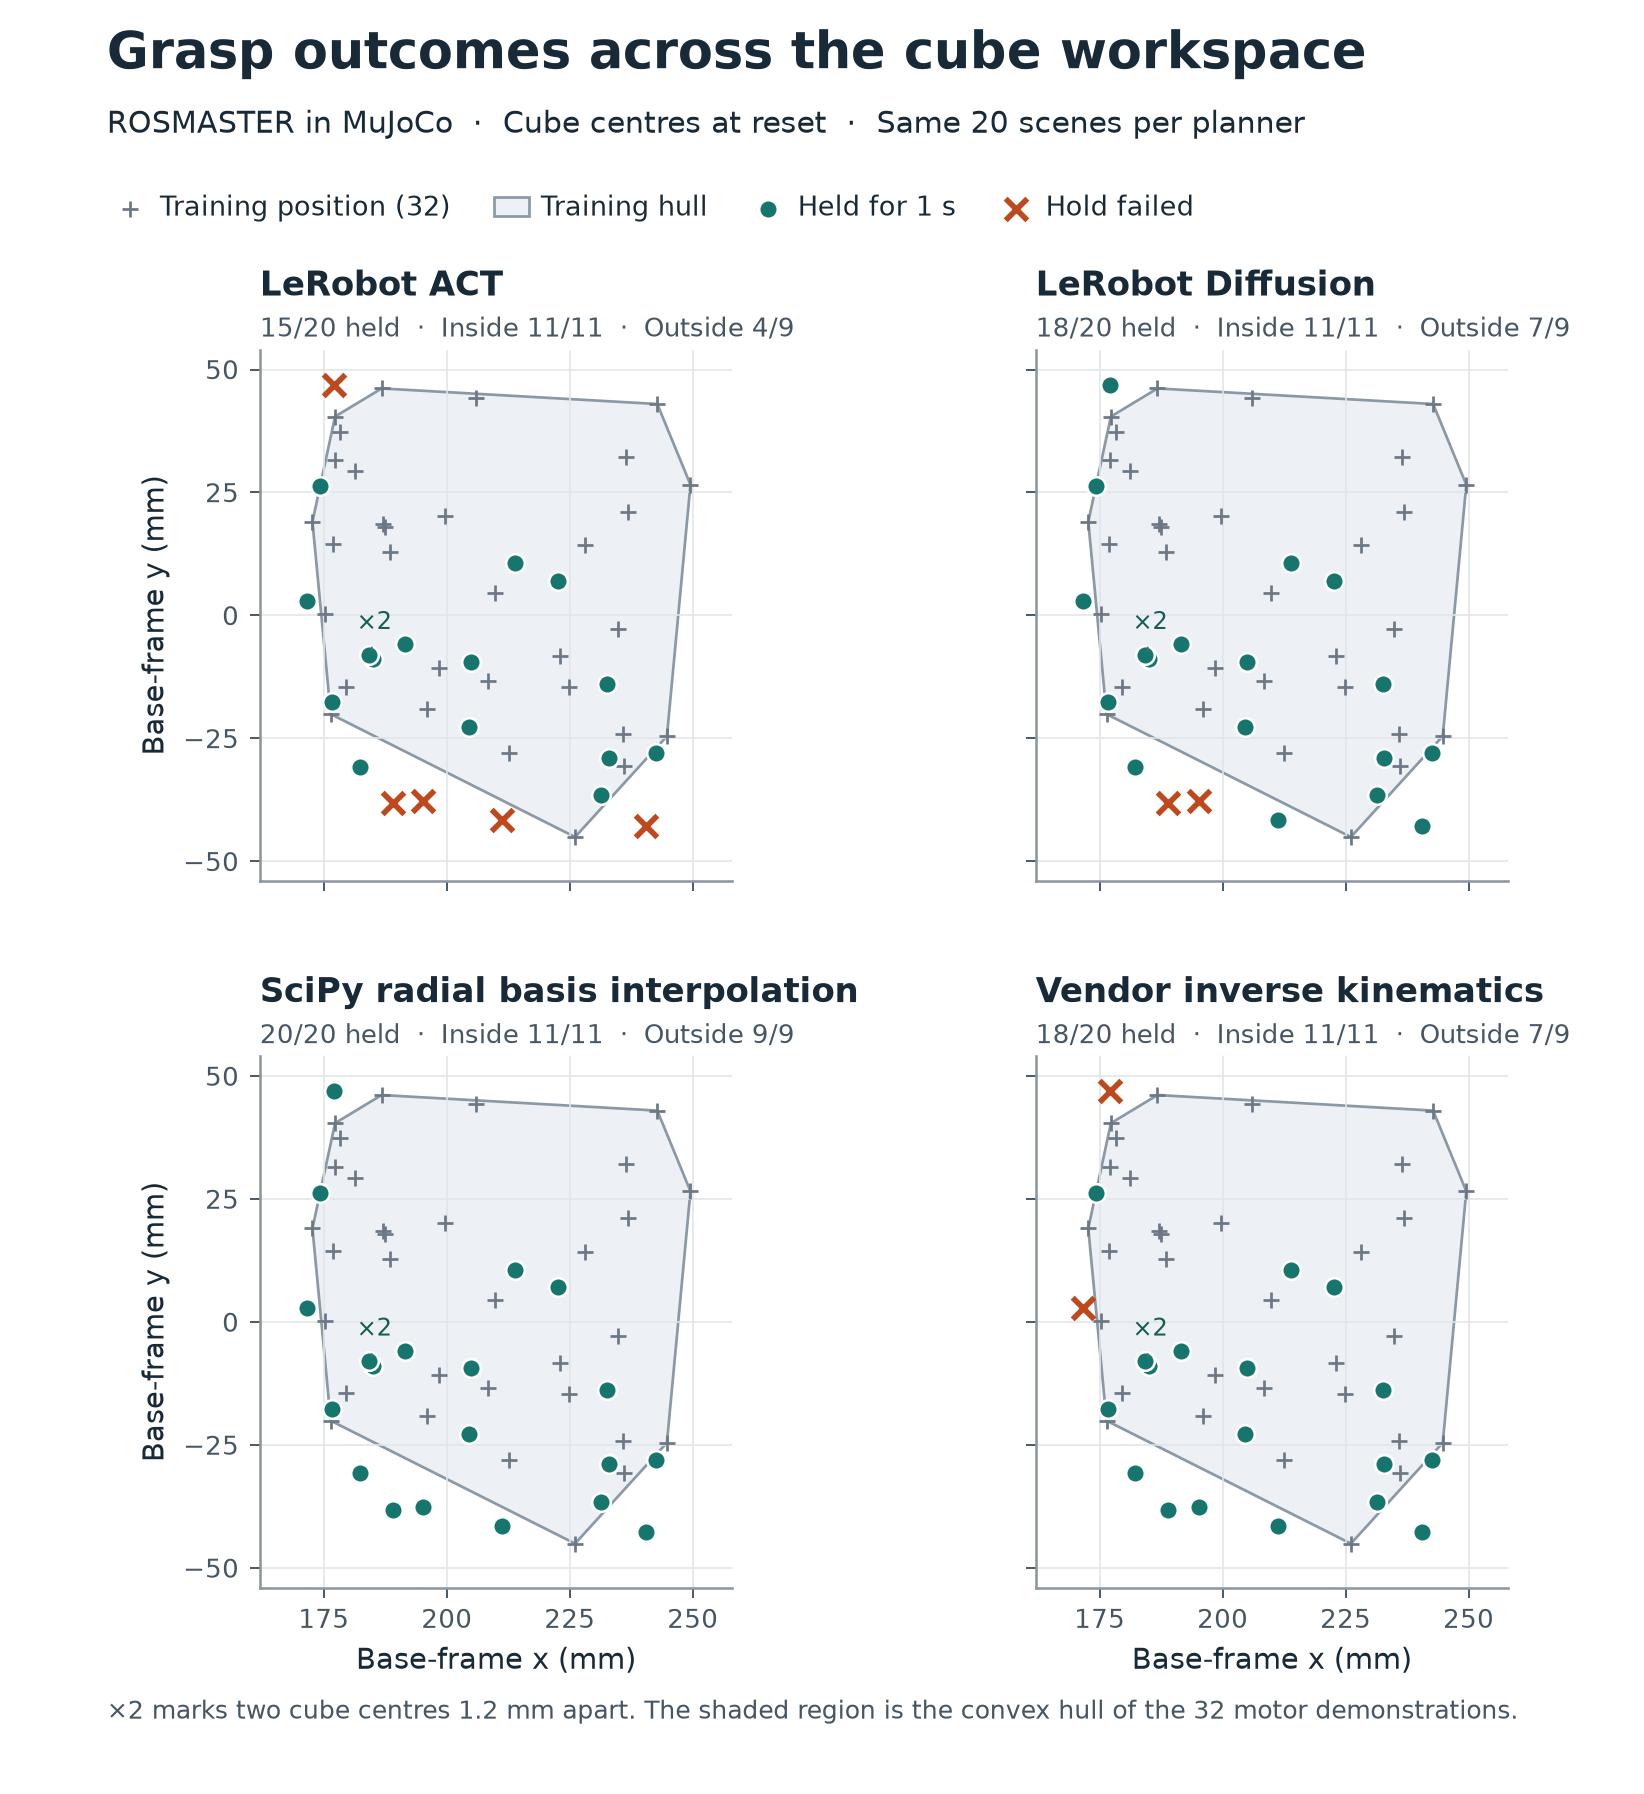 Grasp outcomes across the cube workspace
ROSMASTER in MuJoCo · Cube centres at reset · Same 20 scenes per planner
Training position (32) Training hull Held for 1 s Hold failed
LeRobot ACT
15/20 held · Inside 11/11 · Outside 4/9
50
25
0
−25
−50
Base-frame y (mm)
×2
LeRobot Diffusion
18/20 held · Inside 11/11 · Outside 7/9
×2
SciPy radial basis interpolation
20/20 held · Inside 11/11 · Outside 9/9
50
25
0
−25
−50
Base-frame y (mm)
×2
175 200 225 250
Base-frame x (mm)
Vendor inverse kinematics
18/20 held · Inside 11/11 · Outside 7/9
×2
175 200 225 250
Base-frame x (mm)
×2 marks two cube centres 1.2 mm apart. The shaded region is the convex hull of the 32 motor demonstrations.